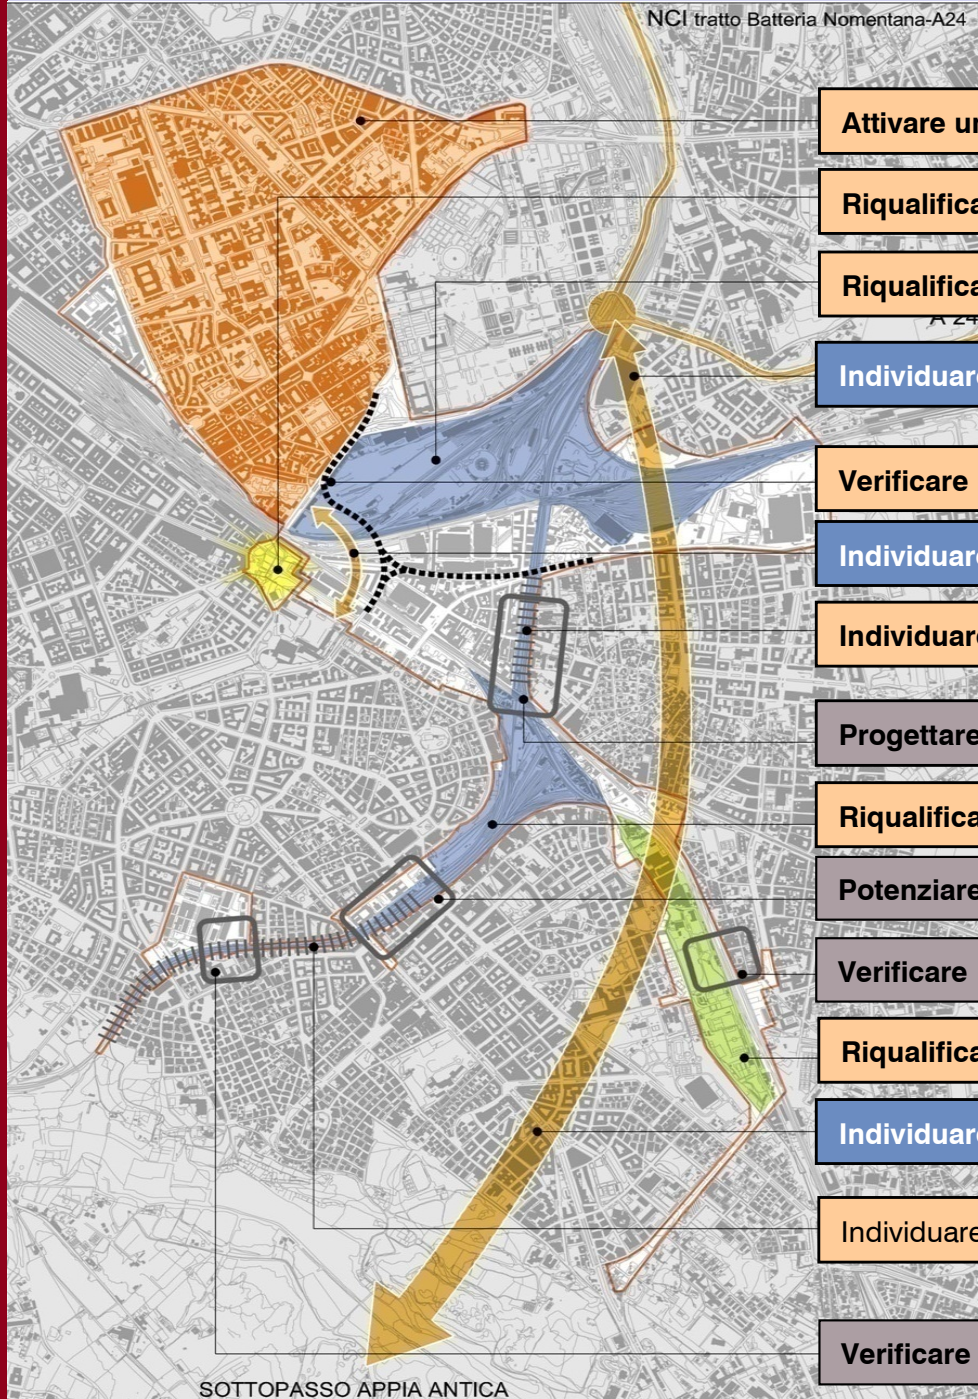 NCI tratto Batteria Nomentana-A24
Attivare
Riqualifica
Riqualifica
A 24
Individuare
Verificare
Individuare
Individuare
Progettare
Riqualifica
Potenziare
Verificare
Riqualifica
Individuare
Individuare
Verificare
SOTTOPASSO APPIA ANTICA